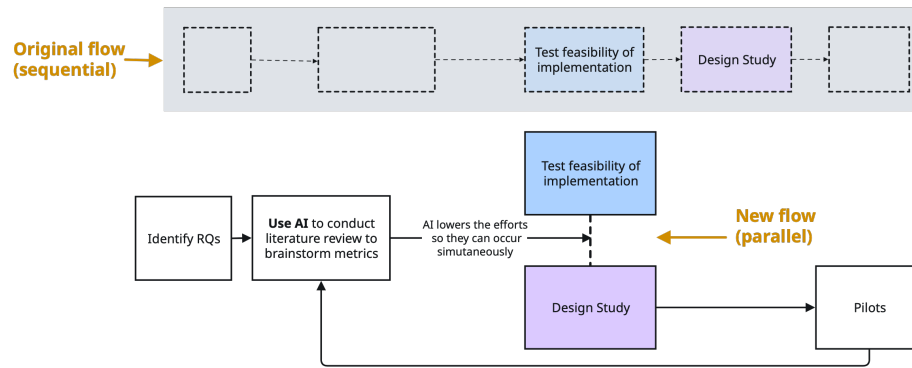 Original flow
(sequential)
Test feasibility of
implementation
Design Study
Test feasibility of
implementation
Identify RQs
Use AI to conduct
literature review to
brainstorm metrics
AI lowers the efforts
so they can occur
simutaneously
New flow
(parallel)
Design Study
Pilots